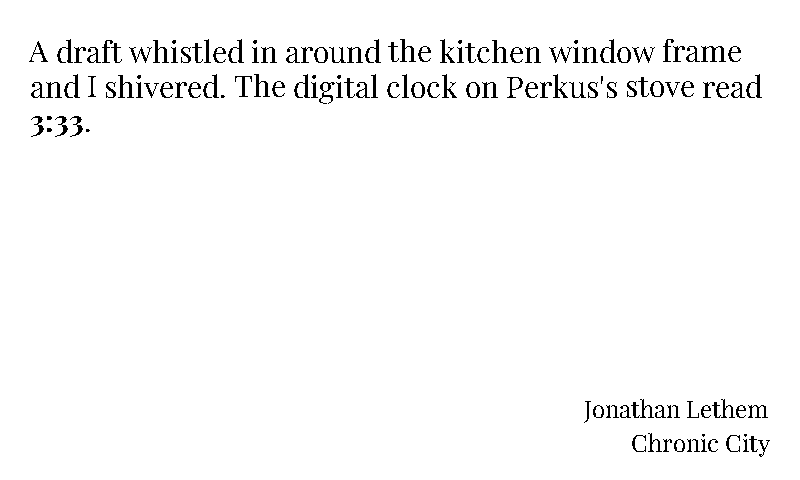 A draft whistled in around the kitchen window frame
and I shivered. The digital clock on Perkus's stove read
3:33.
Jonathan Lethem
Chronic City